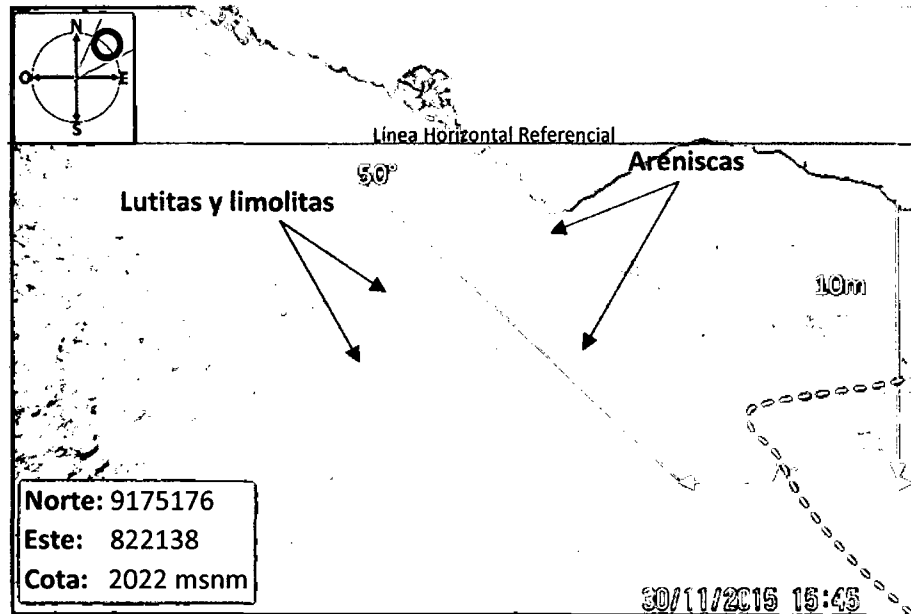 N
O E
S
Línea Horizontal Referencial
50°
Areniscas
Lutitas y limolitas
10m
Norte: 9175176
Este: 822138
Cota: 2022 msnm
30/11/2015 15:45